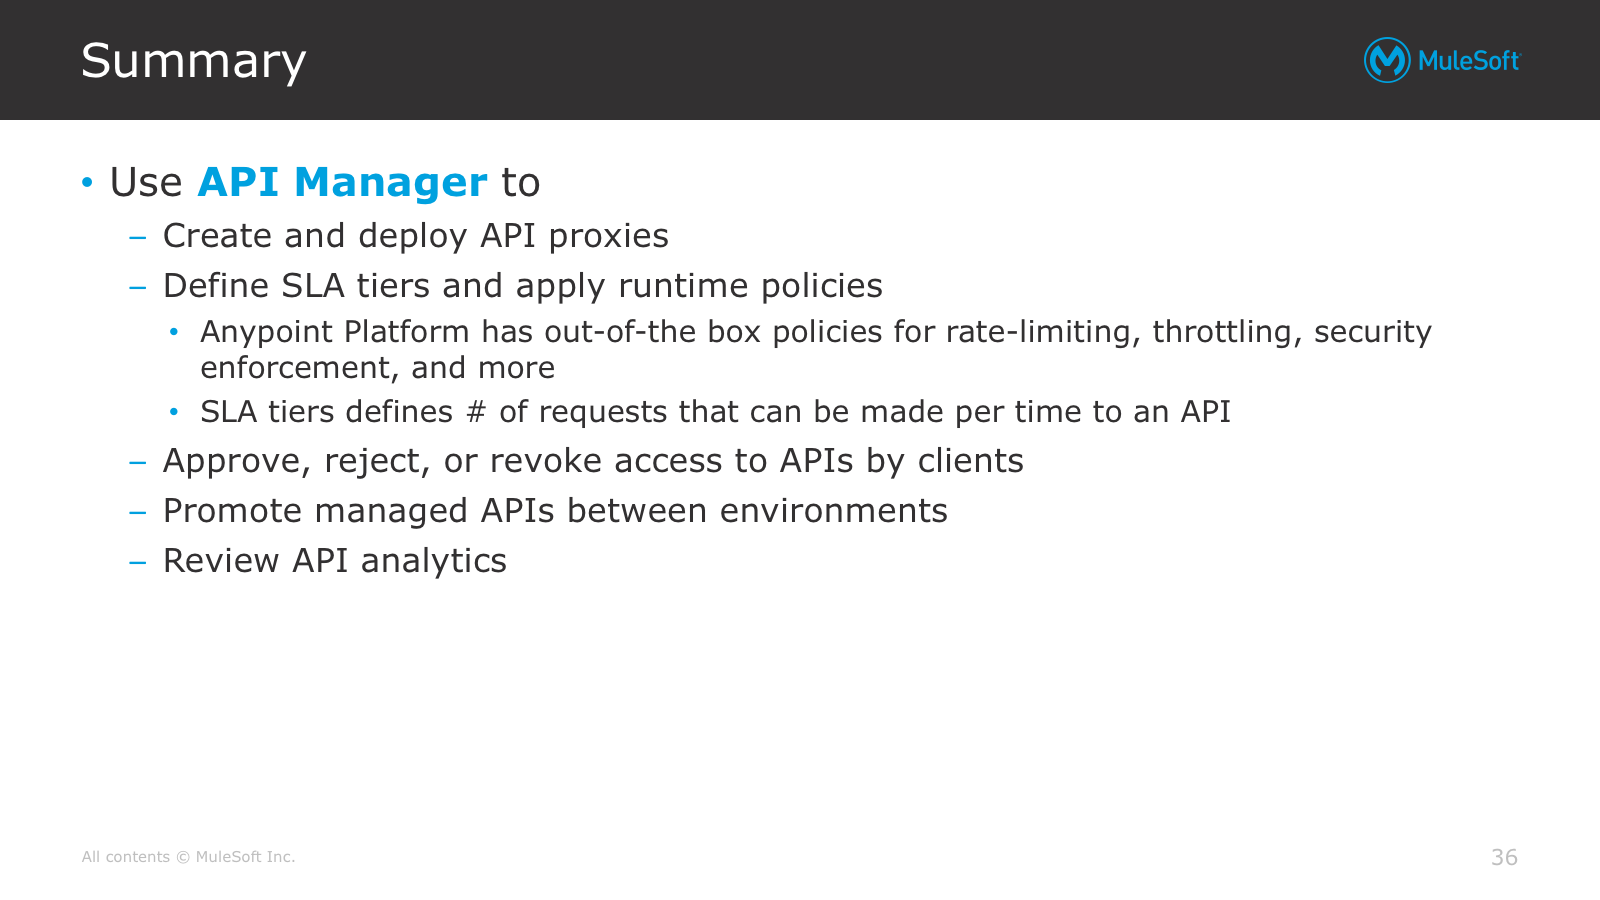 Summary
MuleSoft
• Use API Manager to
– Create and deploy API proxies
– Define SLA tiers and apply runtime policies
• Anypoint Platform has out-of-the box policies for rate-limiting, throttling, security
enforcement, and more
• SLA tiers defines # of requests that can be made per time to an API
– Approve, reject, or revoke access to APIs by clients
– Promote managed APIs between environments
– Review API analytics
All contents © MuleSoft Inc.
36